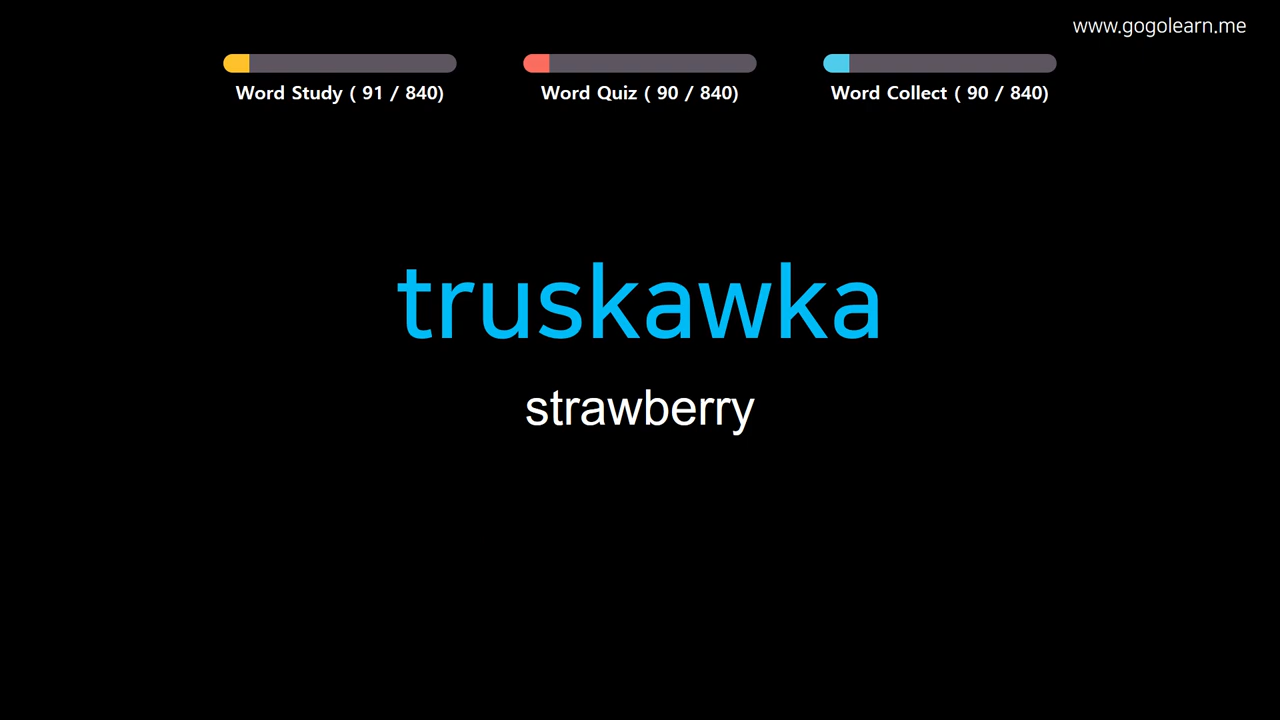 www.gogolearn.me
Word Study ( 91 / 840)
Word Quiz ( 90 / 840)
Word Collect ( 90 / 840)
truskawka
strawberry